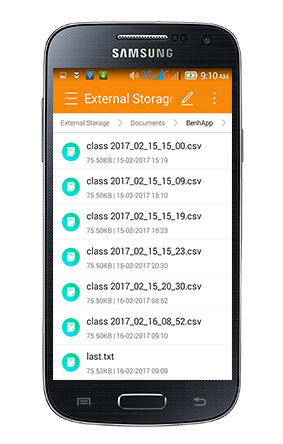 SAMSUNG
3G 9:10 AM
External Storage
External Storage > Documents > BenhApp
class 2017_02_15_15_00.csv
75.50KB | 15-02-2017 15:19
class 2017_02_15_15_09.csv
75.50KB | 15-02-2017 15:10
class 2017_02_15_15_19.csv
75.50KB | 15-02-2017 15:23
class 2017_02_15_15_23.csv
75.50KB | 15-02-2017 20:30
class 2017_02_15_20_30.csv
75.50KB | 16-02-2017 08:52
class 2017_02_16_08_52.csv
75.50KB | 16-02-2017 09:10
last.txt
75.53KB | 16-02-2017 09:09